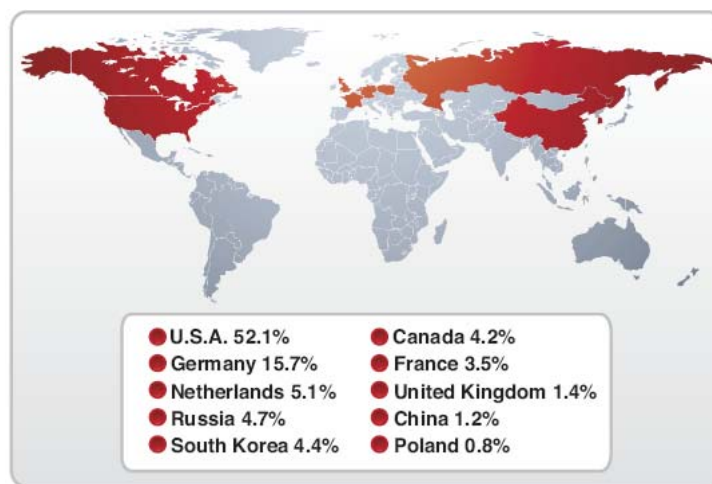 U.S.A. 52.1%
Germany 15.7%
Netherlands 5.1%
Russia 4.7%
South Korea 4.4%
Canada 4.2%
France 3.5%
United Kingdom 1.4%
China 1.2%
Poland 0.8%